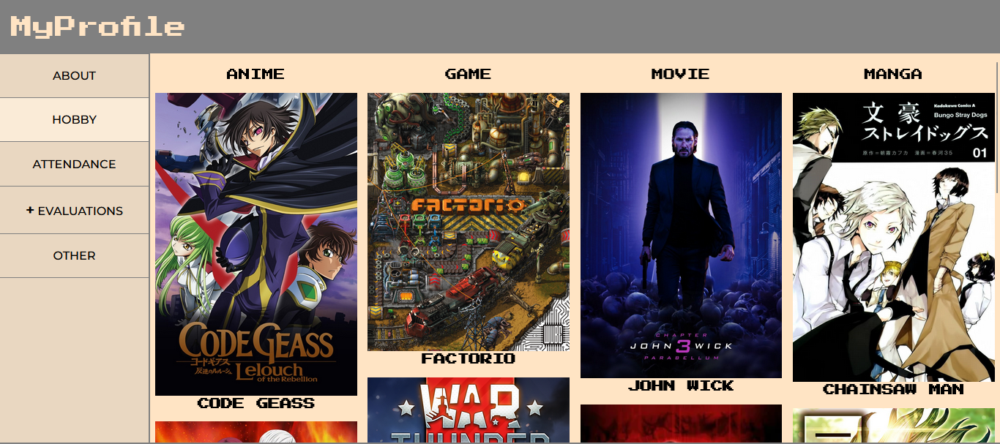 MyProfile
ABOUT
HOBBY
ATTENDANCE
+ EVALUATIONS
OTHER
ANIME
CODE GEASS
コードギアス
反逆のルルーシュ
Lelouch
of the Rebellion
CODE GEASS
GAME
FACTORIO
FACTORIO
WAR
THUNDER
MOVIE
CHAPTER
JOHN 3 WICK
PARABELLUM
JOHN WICK
MANGA
文豪
ストレイドッグス
Kadokawa Comics A
Bungo Stray Dogs
原作=朝霧カフカ 漫画=春河35
01
CHAINSAW MAN